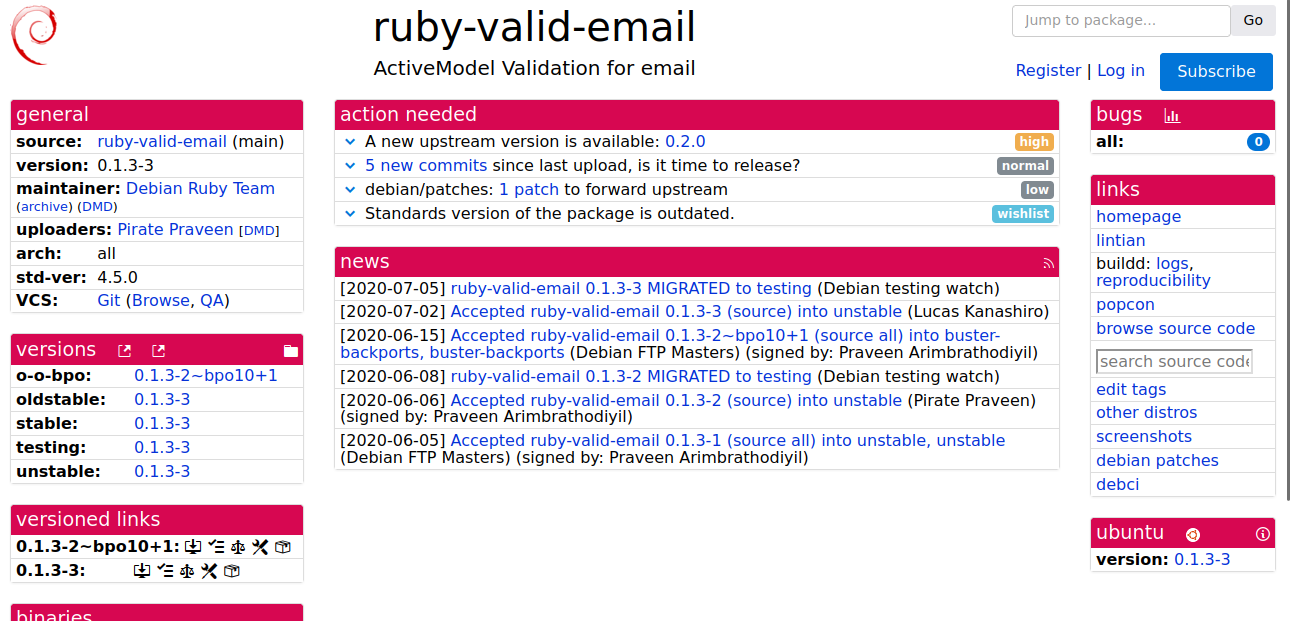 ruby-valid-email
ActiveModel Validation for email
Jump to package...
Go
Register | Log in
Subscribe
general
source: ruby-valid-email (main)
version: 0.1.3-3
maintainer: Debian Ruby Team
(archive) (DMD)
uploaders: Pirate Praveen [DMD]
arch: all
std-ver: 4.5.0
VCS: Git (Browse, QA)
versions
o-o-bpo: 0.1.3-2~bpo10+1
oldstable: 0.1.3-3
stable: 0.1.3-3
testing: 0.1.3-3
unstable: 0.1.3-3
versioned links
0.1.3-2~bpo10+1:
0.1.3-3:
binaries
action needed
A new upstream version is available: 0.2.0 high
5 new commits since last upload, is it time to release? normal
debian/patches: 1 patch to forward upstream low
Standards version of the package is outdated. wishlist
news
[2020-07-05] ruby-valid-email 0.1.3-3 MIGRATED to testing (Debian testing watch)
[2020-07-02] Accepted ruby-valid-email 0.1.3-3 (source) into unstable (Lucas Kanashiro)
[2020-06-15] Accepted ruby-valid-email 0.1.3-2~bpo10+1 (source all) into buster-
backports, buster-backports (Debian FTP Masters) (signed by: Praveen Arimbrathodiyil)
[2020-06-08] ruby-valid-email 0.1.3-2 MIGRATED to testing (Debian testing watch)
[2020-06-06] Accepted ruby-valid-email 0.1.3-2 (source) into unstable (Pirate Praveen)
(signed by: Praveen Arimbrathodiyil)
[2020-06-05] Accepted ruby-valid-email 0.1.3-1 (source all) into unstable, unstable
(Debian FTP Masters) (signed by: Praveen Arimbrathodiyil)
bugs
all: 0
links
homepage
lintian
buildd: logs,
reproducibility
popcon
browse source code
search source code
edit tags
other distros
screenshots
debian patches
debci
ubuntu
version: 0.1.3-3